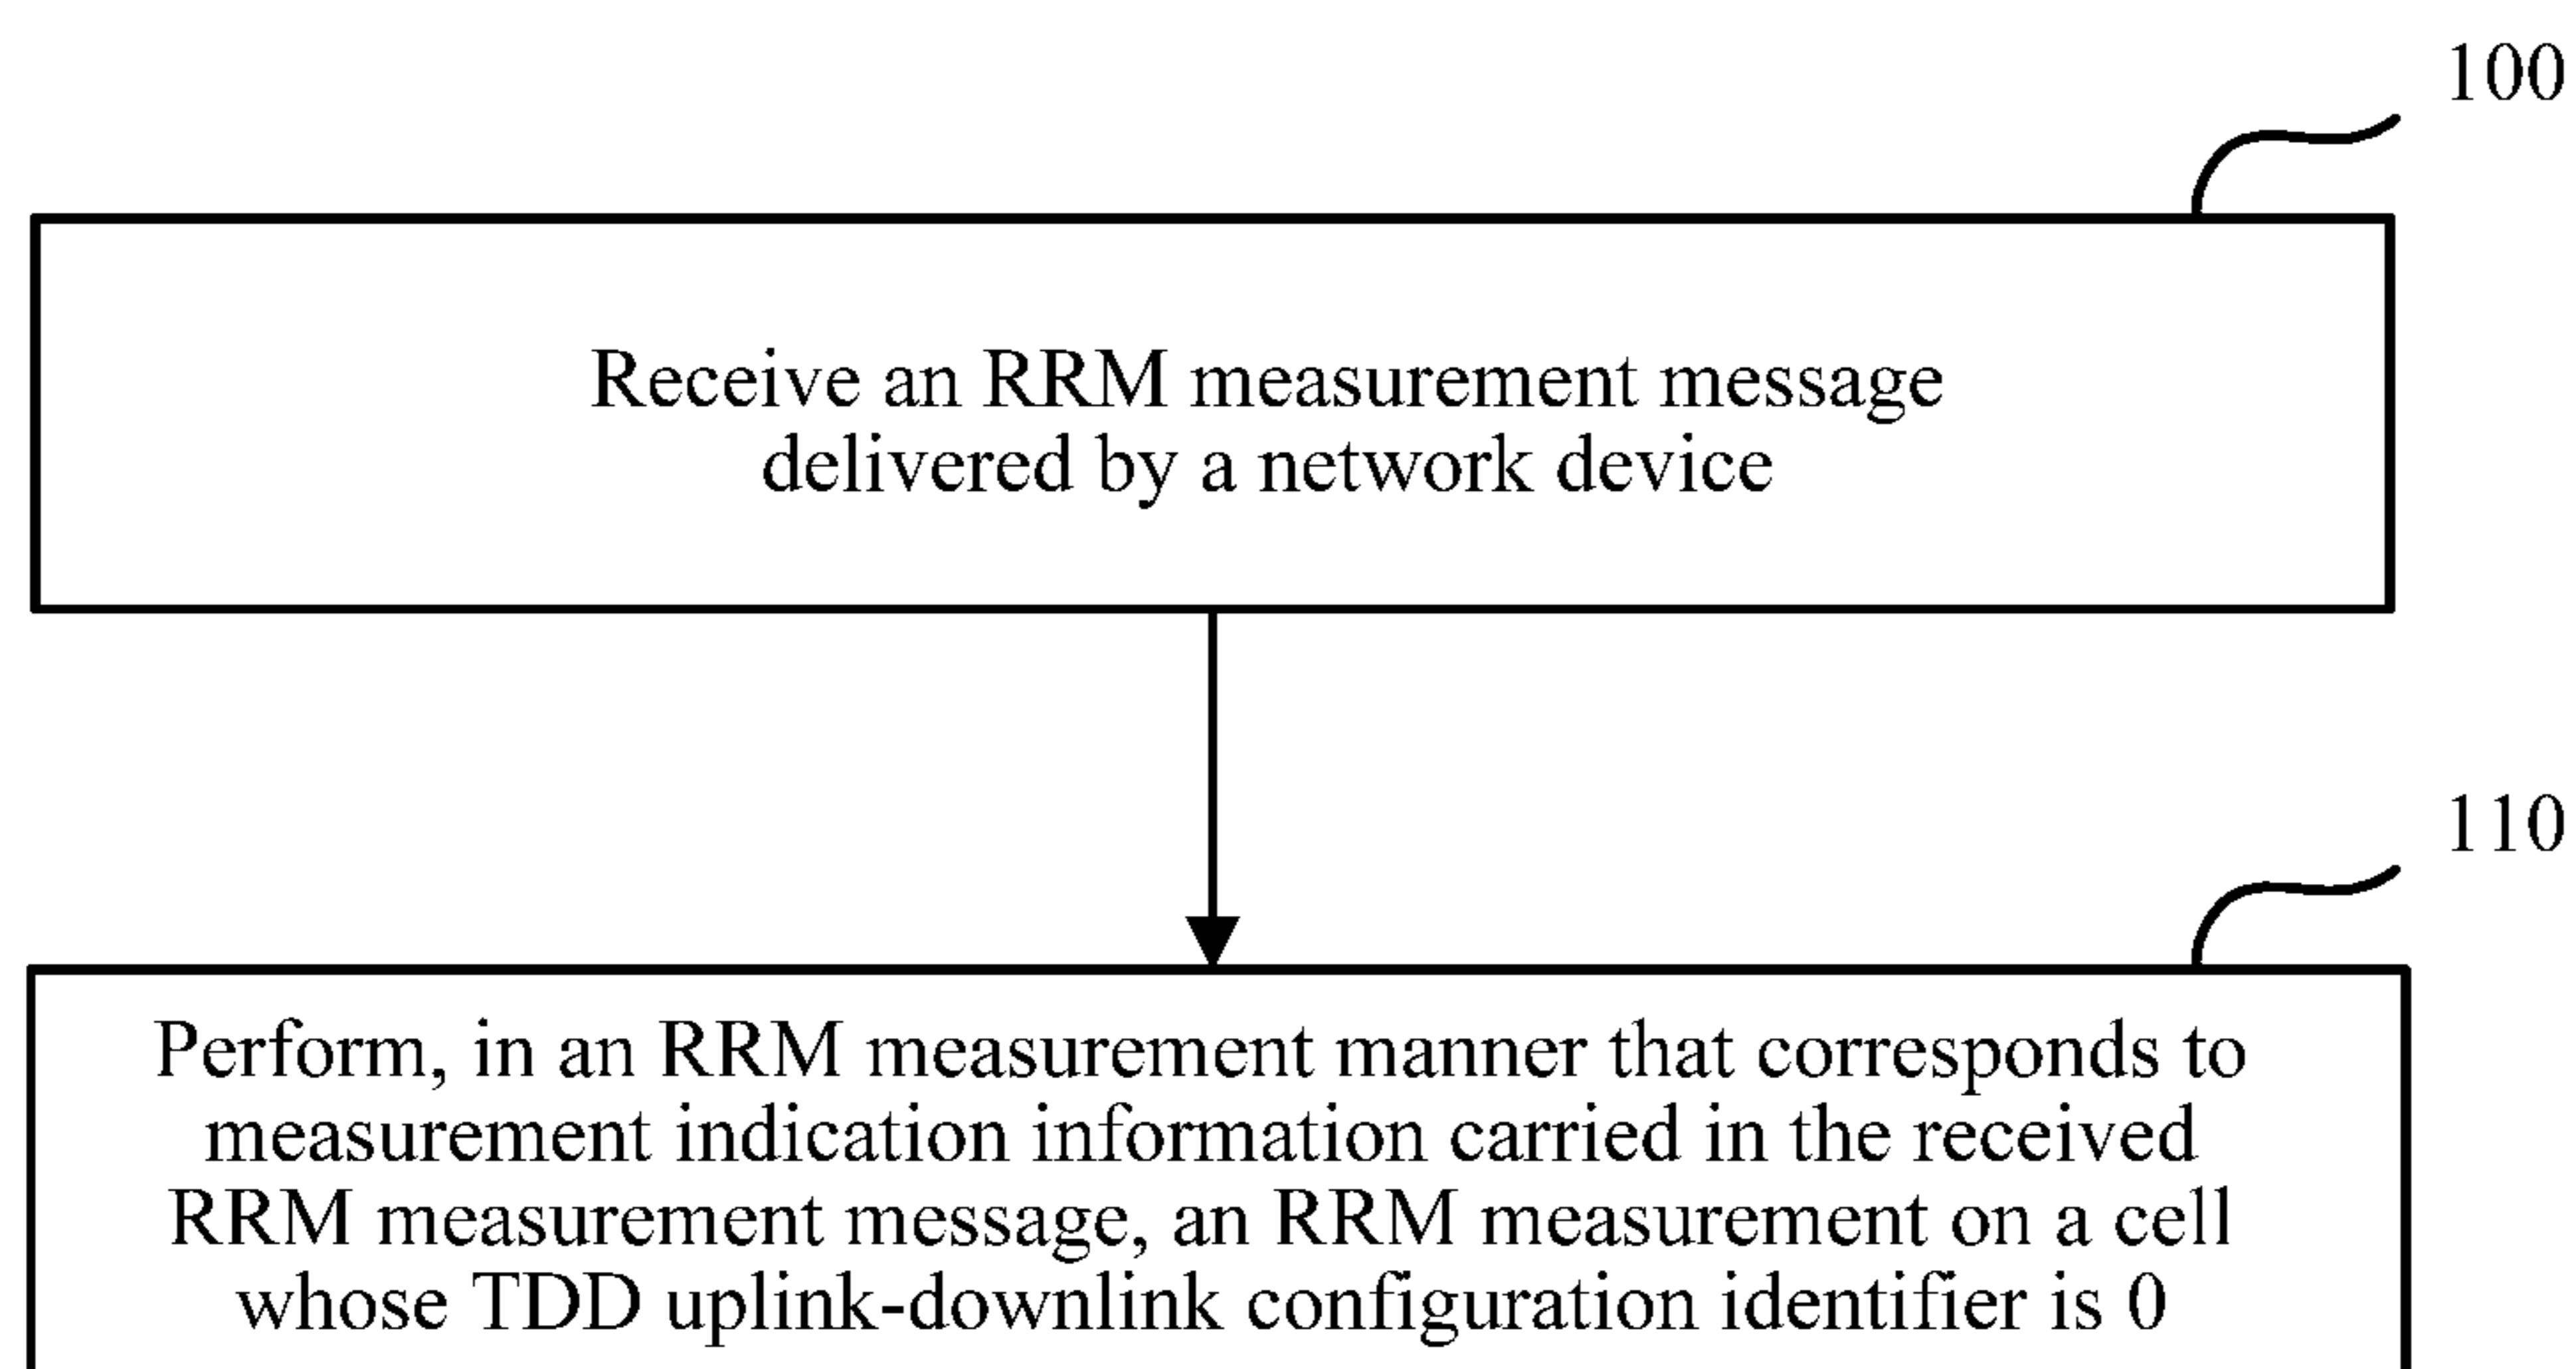 100
Receive an RRM measurement message
delivered by a network device
110
Perform, in an RRM measurement manner that corresponds to
measurement indication information carried in the received
RRM measurement message, an RRM measurement on a cell
whose TDD uplink-downlink configuration identifier is 0